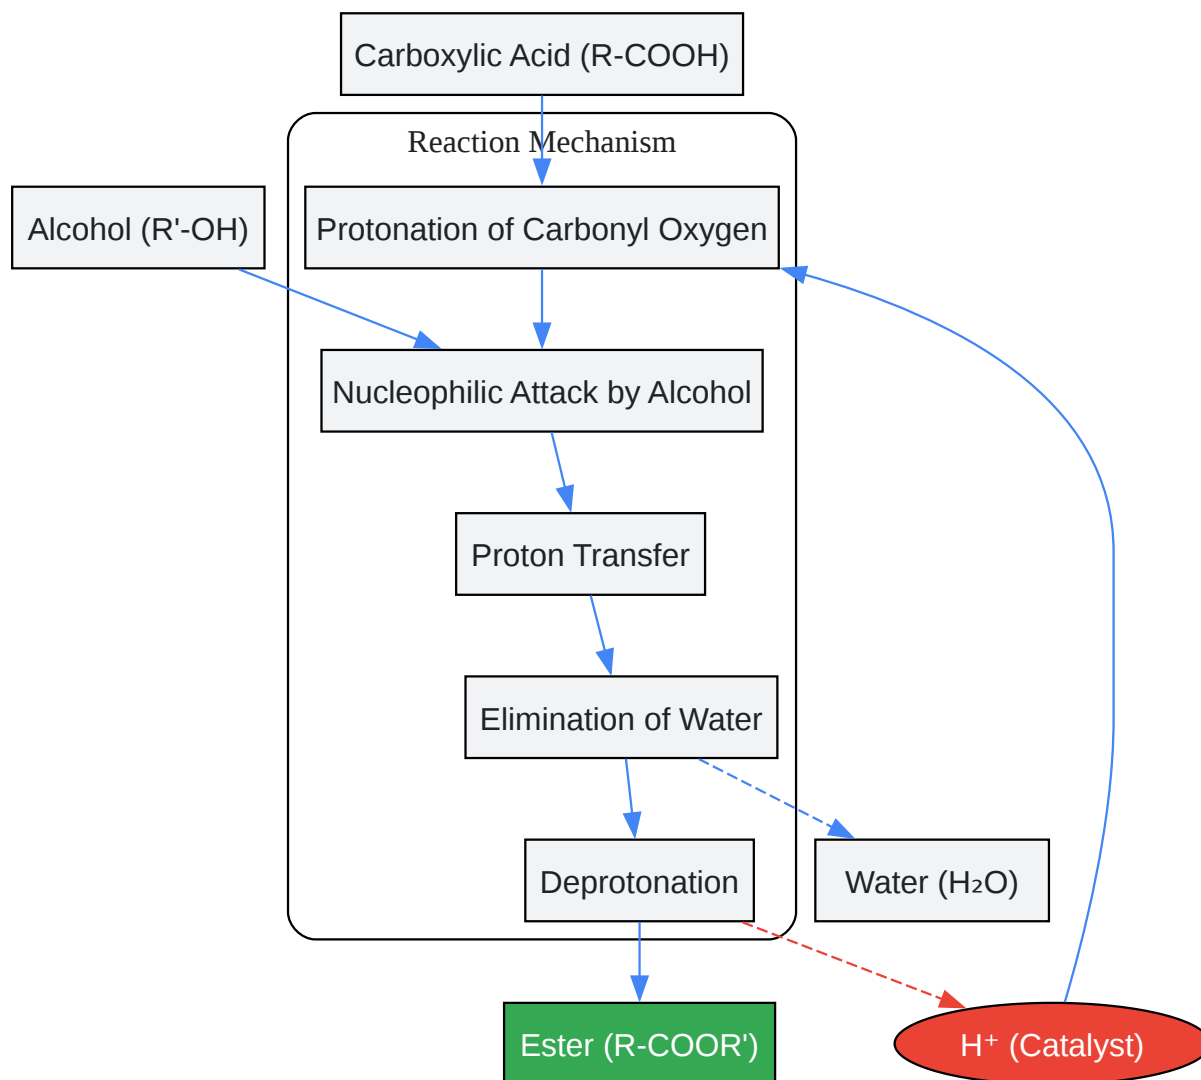 Carboxylic Acid (R-COOH)
Reaction Mechanism
Alcohol (R'-OH)
Protonation of Carbonyl Oxygen
Nucleophilic Attack by Alcohol
Proton Transfer
Elimination of Water
Deprotonation
Water (H₂O)
Ester (R-COOR')
H⁺ (Catalyst)